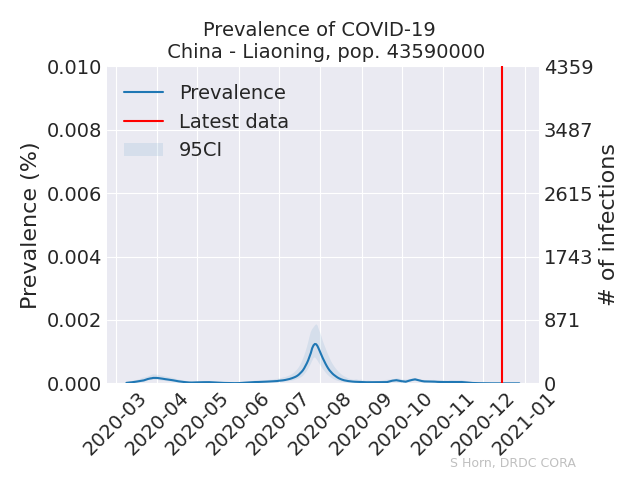 Prevalence of COVID-19
China - Liaoning, pop. 43590000
Prevalence
Latest data
95CI
Prevalence (%)
0.010
0.008
0.006
0.004
0.002
0.000
4359
3487
2615
1743
871
0
# of infections
2020-03
2020-04
2020-05
2020-06
2020-07
2020-08
2020-09
2020-10
2020-11
2020-12
2021-01
S Horn, DRDC CORA